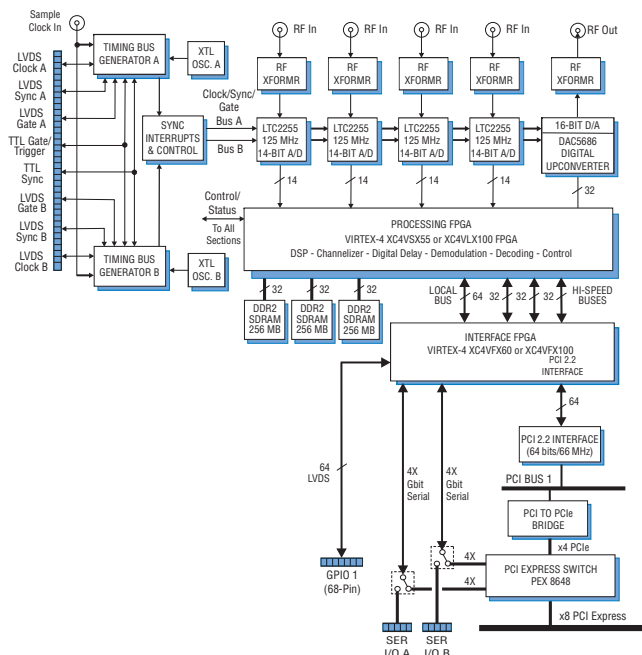 Sample
Clock In
LVDS
Clock A
LVDS
Sync A
LVDS
Gate A
TTL Gate/
Trigger
TTL
Sync
LVDS
Gate B
LVDS
Sync B
LVDS
Clock B
TIMING BUS
GENERATOR A
XTL
OSC. A
SYNC
INTERRUPTS
& CONTROL
TIMING BUS
GENERATOR B
XTL
OSC. B
Clock/Sync/
Gate
Bus A
Bus B
Control/
Status
To All
Sections
RF In
RF In
RF In
RF In
RF Out
RF
XFORMR
RF
XFORMR
RF
XFORMR
RF
XFORMR
RF
XFORMR
LTC2255
125 MHz
14-BIT A/D
LTC2255
125 MHz
14-BIT A/D
LTC2255
125 MHz
14-BIT A/D
LTC2255
125 MHz
14-BIT A/D
16-BIT D/A
DAC5686
DIGITAL
UPCONVERTER
14
14
14
14
32
PROCESSING FPGA
VIRTEX-4 XC4VSX55 or XC4VLX100 FPGA
DSP - Channelizer - Digital Delay - Demodulation - Decoding - Control
32
32
32
DDR2
SDRAM
256 MB
DDR2
SDRAM
256 MB
DDR2
SDRAM
256 MB
LOCAL
BUS
64
32
32
32
HI-SPEED
BUSES
INTERFACE FPGA
VIRTEX-4 XC4VFX60 or XC4VFX100
PCI 2.2
INTERFACE
64
LVDS
4X
Gbit
Serial
4X
Gbit
Serial
64
PCI 2.2 INTERFACE
(64 bits/66 MHz)
PCI BUS 1
PCI TO PCIe
BRIDGE
x4 PCIe
4X
4X
PCI EXPRESS SWITCH
PEX 8648
x8 PCI Express
GPIO 1
(68-Pin)
SER
I/O A
SER
I/O B